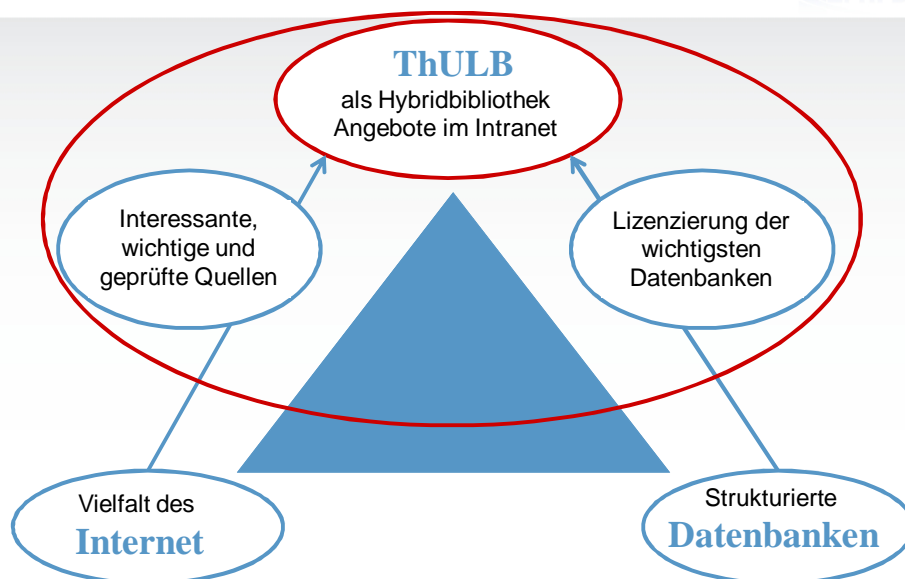 ThULB
als Hybridbibliothek
Angebote im Intranet
Interessante,
wichtige und
geprüfte Quellen
Lizenzierung der
wichtigsten
Datenbanken
Vielfalt des
Internet
Strukturierte
Datenbanken